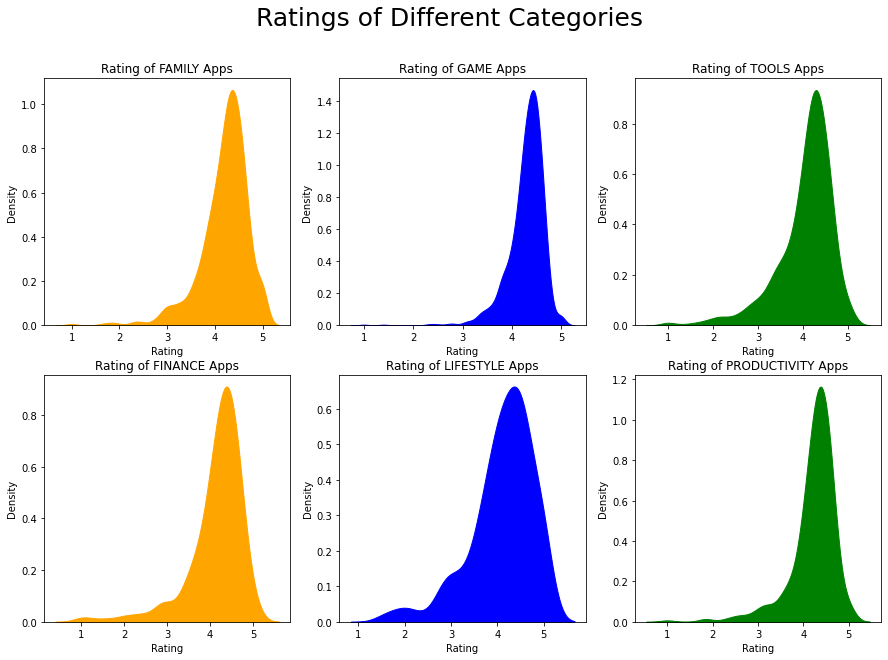 Ratings of Different Categories
Rating of FAMILY Apps
1.0
0.8
0.6
0.4
0.2
0.0
Density
1 2 3 4 5
Rating
Rating of GAME Apps
1.4
1.2
1.0
0.8
0.6
0.4
0.2
0.0
Density
1 2 3 4 5
Rating
Rating of TOOLS Apps
0.8
0.6
0.4
0.2
0.0
Density
1 2 3 4 5
Rating
Rating of FINANCE Apps
0.8
0.6
0.4
0.2
0.0
Density
1 2 3 4 5
Rating
Rating of LIFESTYLE Apps
0.6
0.5
0.4
0.3
0.2
0.1
0.0
Density
1 2 3 4 5
Rating
Rating of PRODUCTIVITY Apps
1.2
1.0
0.8
0.6
0.4
0.2
0.0
Density
1 2 3 4 5
Rating